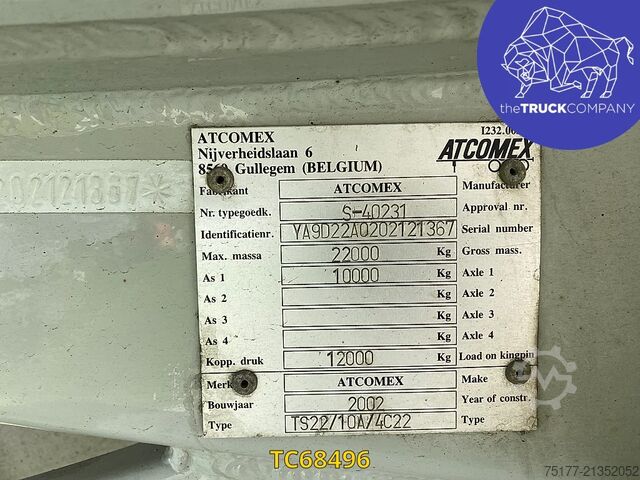 theTRUCKCOMPANY
ATCOMEX
Nijverheidslaan 6
8560 Gullegem (BELGIUM)
ATCOMEX
Fabrikant ATCOMEX Manufacturer
Nr. typegoedk. S-40231 Approval nr.
Identificatienr. YA9D22AQ202121367 Serial number
Max. massa 22000 Kg Gross mass.
As 1 10000 Kg Axle 1
As 2 Kg Axle 2
As 3 Kg Axle 3
As 4 Kg Axle 4
Kopp. druk 12000 Kg Load on kingpin
Merk ATCOMEX Make
Bouwjaar 2002 Year of constr.
Type TS22/10A/4C22 Type
TC68496
75177-21352052